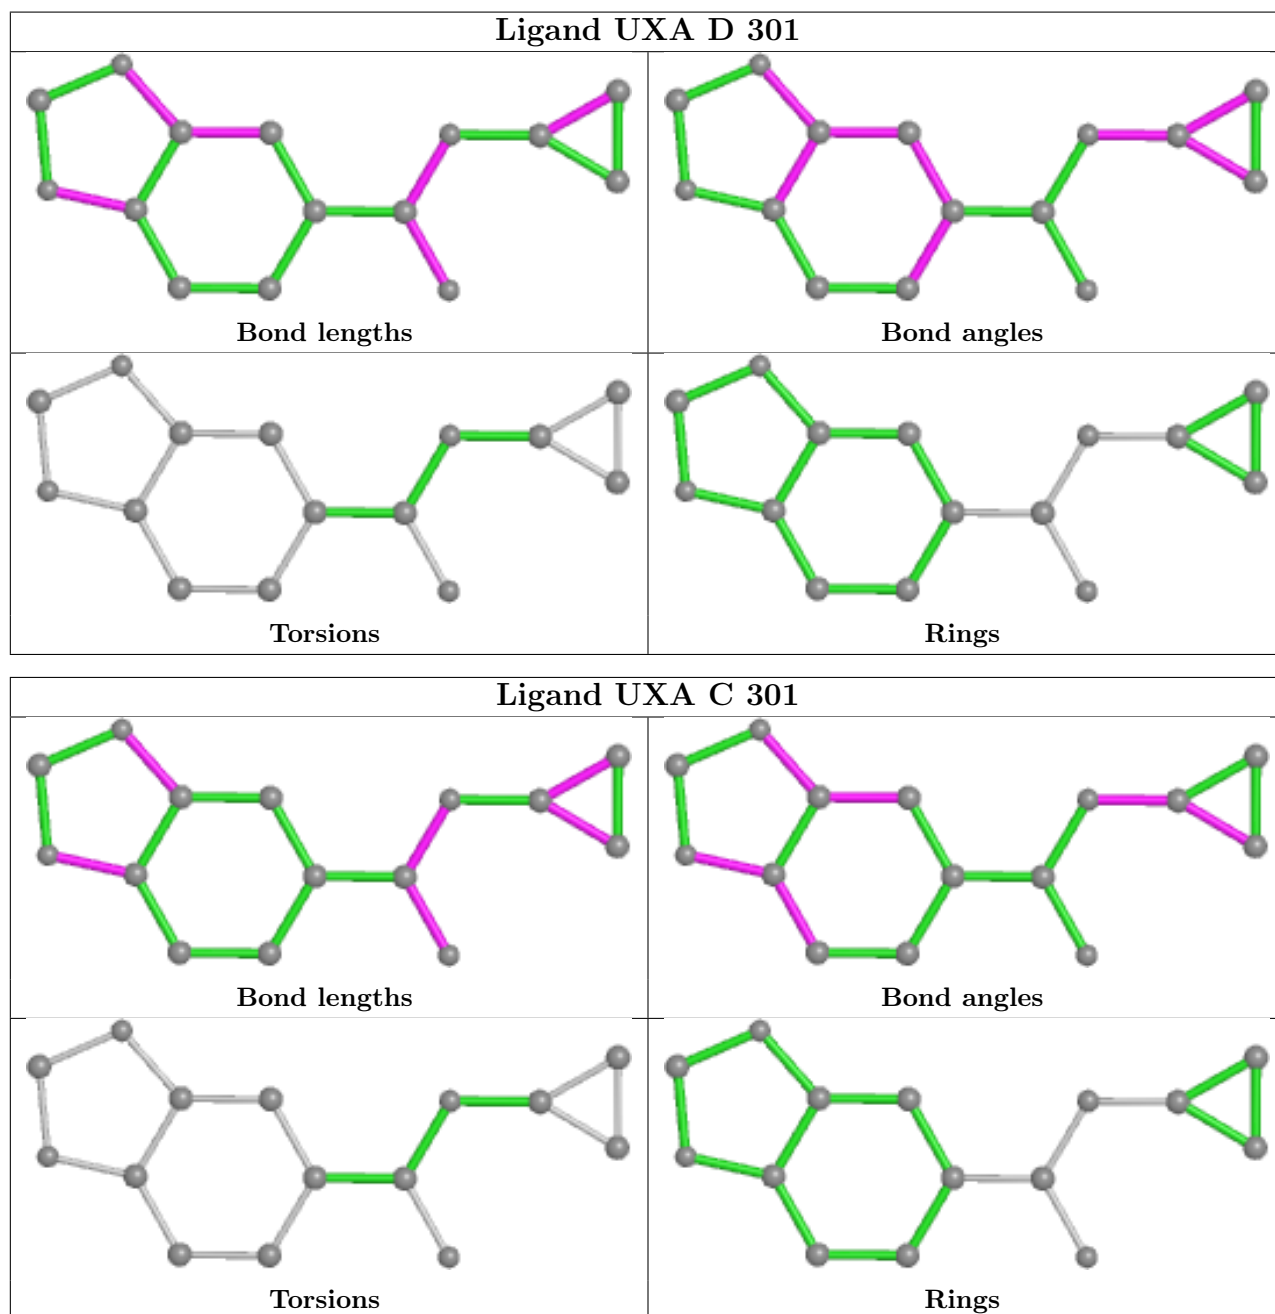 Ligand UXA D 301
Bond lengths
Bond angles
Torsions
Rings
Ligand UXA C 301
Bond lengths
Bond angles
Torsions
Rings